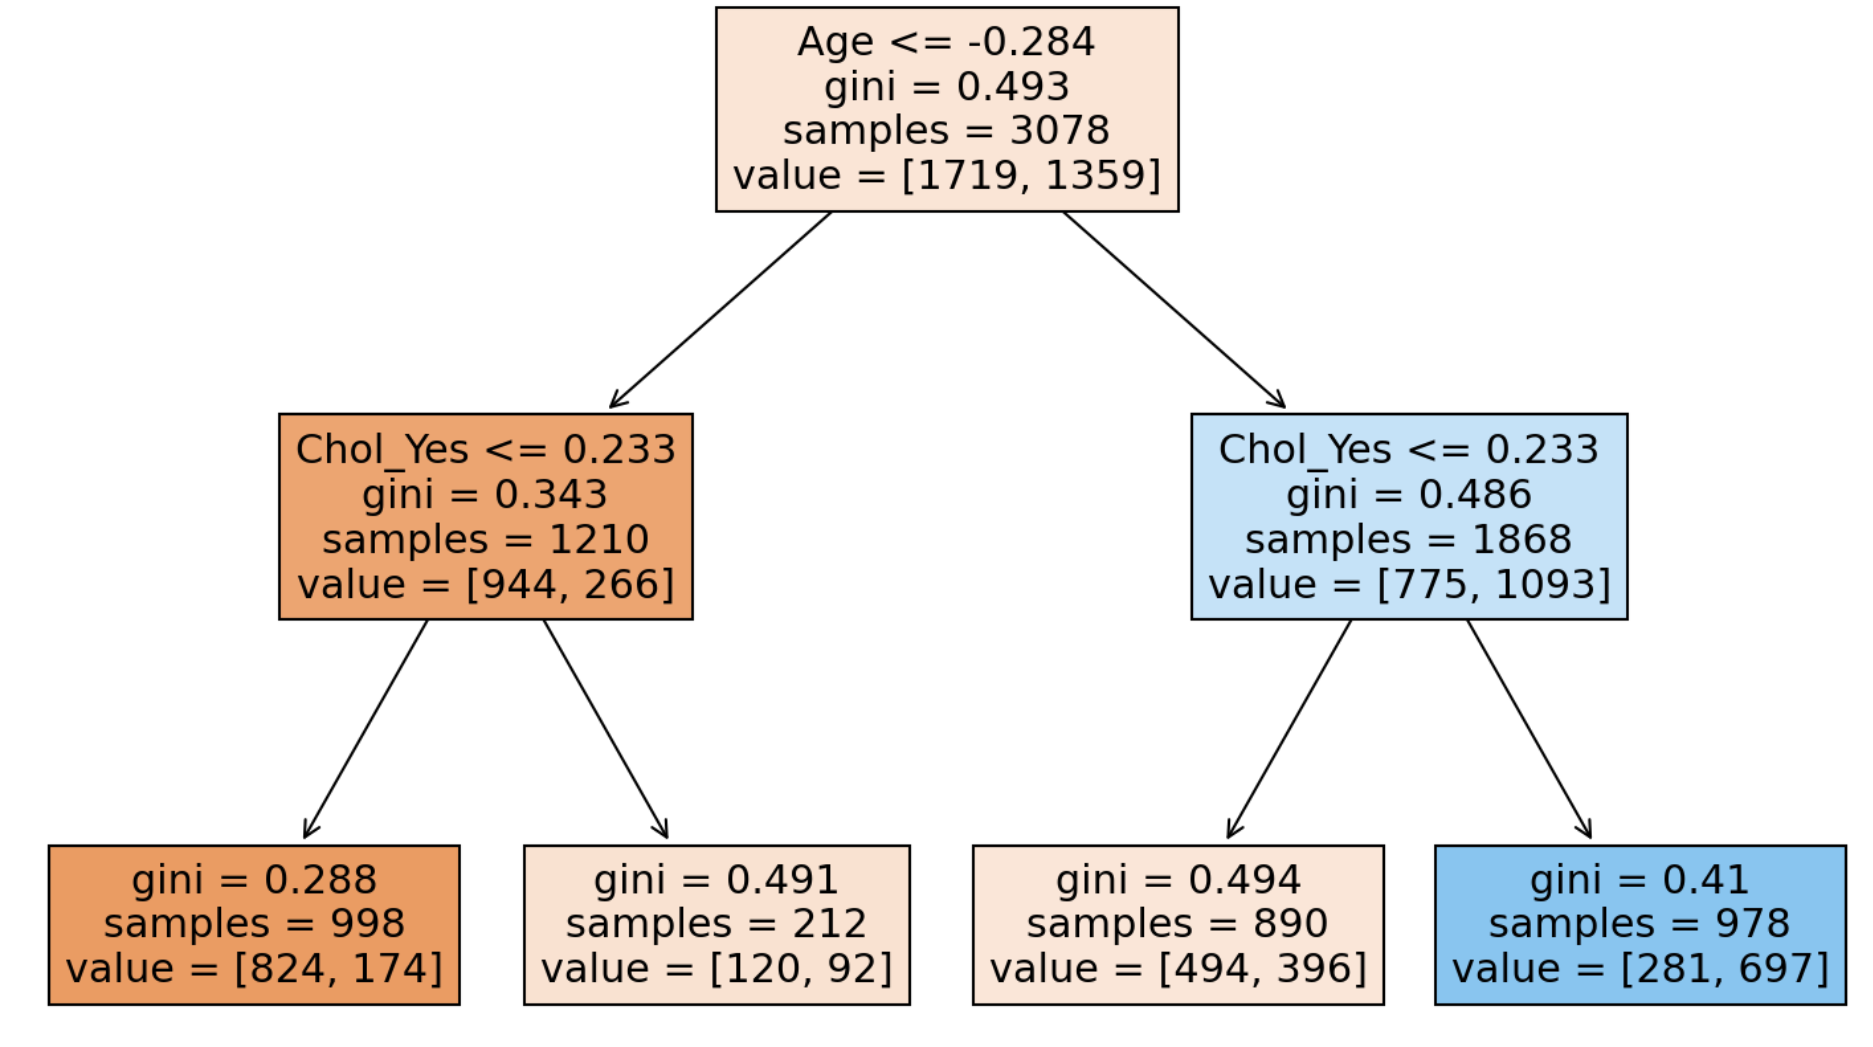 Age <= -0.284
gini = 0.493
samples = 3078
value = [1719, 1359]
Chol_Yes <= 0.233
gini = 0.343
samples = 1210
value = [944, 266]
Chol_Yes <= 0.233
gini = 0.486
samples = 1868
value = [775, 1093]
gini = 0.288
samples = 998
value = [824, 174]
gini = 0.491
samples = 212
value = [120, 92]
gini = 0.494
samples = 890
value = [494, 396]
gini = 0.41
samples = 978
value = [281, 697]